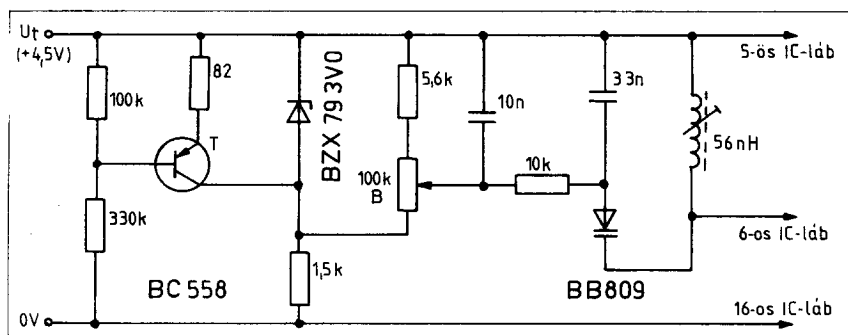 Ut
(+4,5V)
82
100k
T
330k
BC 558
BZX 79 3V0
1,5k
5,6k
100k
B
10n
10k
33n
56nH
BB809
5-ös IC-láb
6-os IC-láb
16-os IC-láb
0V